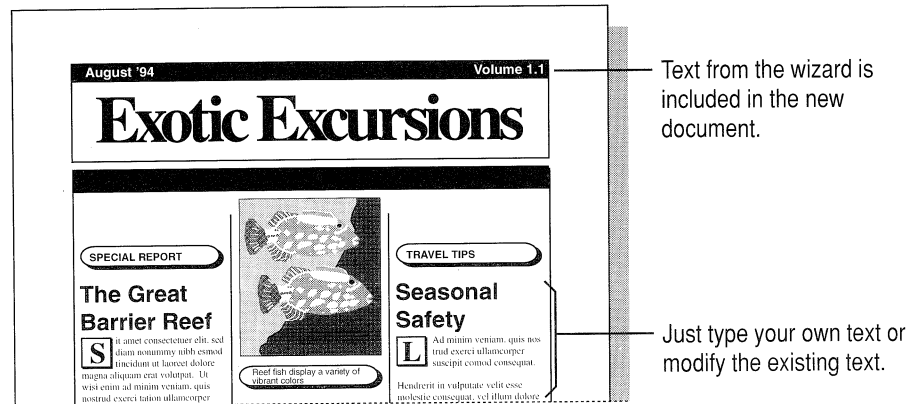 August '94
Volume 1.1
Text from the wizard is
included in the new
document.
Exotic Excursions
SPECIAL REPORT
The Great
Barrier Reef
S it amet consectetuer elit, sed
diam nonummy nibh esmod
tincidunt ut laoreet dolore
magna aliquam erat volutpat. Ut
wisi enim ad minim veniam, quis
nostrud exerci tation ullamcorper
Reef fish display a variety of
vibrant colors
TRAVEL TIPS
Seasonal
Safety
L Ad minim veniam, quis nos
trud exerci ullamcorper
suscipit comod consequat.
Hendrerit in vulputate velit esse
molestie consequat, vel illum dolore
Just type your own text or
modify the existing text.